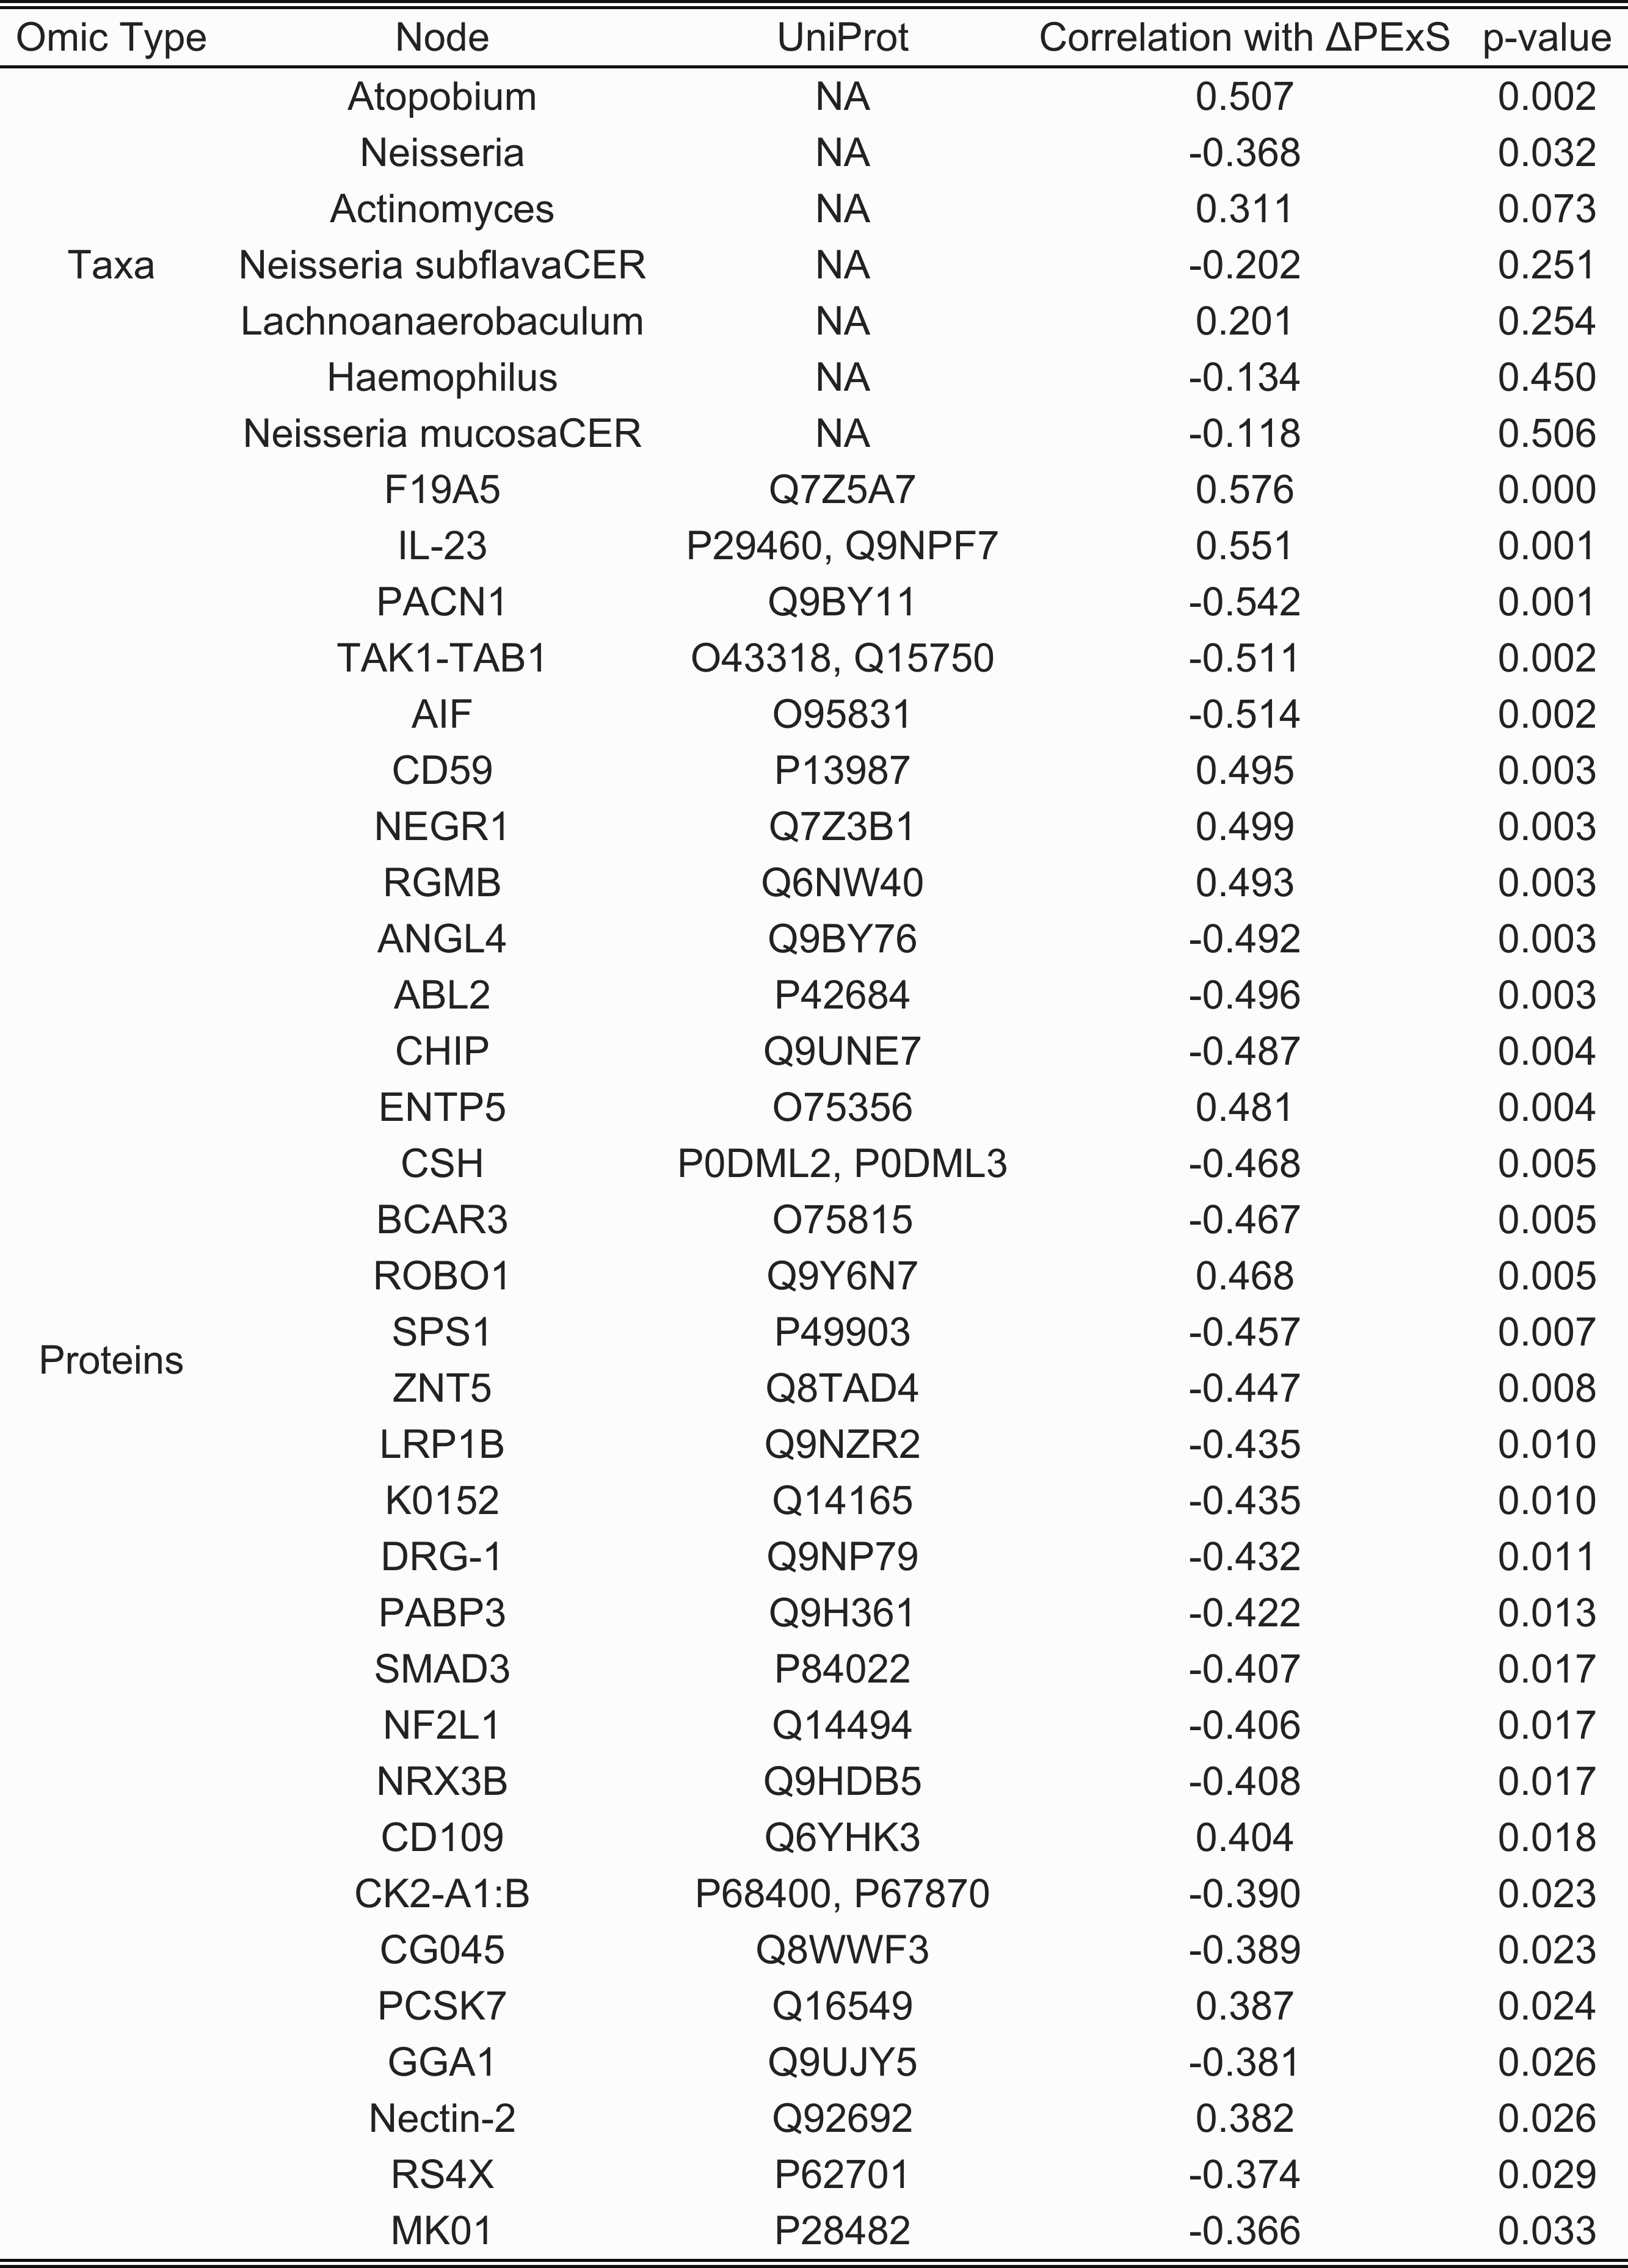 Omic Type Node UniProt Correlation with ΔPExS p-value
Atopobium NA 0.507 0.002
Neisseria NA -0.368 0.032
Actinomyces NA 0.311 0.073
Taxa Neisseria subflavaCER NA -0.202 0.251
Lachnoanaerobaculum NA 0.201 0.254
Haemophilus NA -0.134 0.450
Neisseria mucosaCER NA -0.118 0.506
F19A5 Q7Z5A7 0.576 0.000
IL-23 P29460, Q9NPF7 0.551 0.001
PACN1 Q9BY11 -0.542 0.001
TAK1-TAB1 O43318, Q15750 -0.511 0.002
AIF O95831 -0.514 0.002
CD59 P13987 0.495 0.003
NEGR1 Q7Z3B1 0.499 0.003
RGMB Q6NW40 0.493 0.003
ANGL4 Q9BY76 -0.492 0.003
ABL2 P42684 -0.496 0.003
CHIP Q9UNE7 -0.487 0.004
ENTP5 O75356 0.481 0.004
CSH P0DML2, P0DML3 -0.468 0.005
BCAR3 O75815 -0.467 0.005
ROBO1 Q9Y6N7 0.468 0.005
SPS1 P49903 -0.457 0.007
Proteins
ZNT5 Q8TAD4 -0.447 0.008
LRP1B Q9NZR2 -0.435 0.010
K0152 Q14165 -0.435 0.010
DRG-1 Q9NP79 -0.432 0.011
PABP3 Q9H361 -0.422 0.013
SMAD3 P84022 -0.407 0.017
NF2L1 Q14494 -0.406 0.017
NRX3B Q9HDB5 -0.408 0.017
CD109 Q6YHK3 0.404 0.018
CK2-A1:B P68400, P67870 -0.390 0.023
CG045 Q8WWF3 -0.389 0.023
PCSK7 Q16549 0.387 0.024
GGA1 Q9UJY5 -0.381 0.026
Nectin-2 Q92692 0.382 0.026
RS4X P62701 -0.374 0.029
MK01 P28482 -0.366 0.033